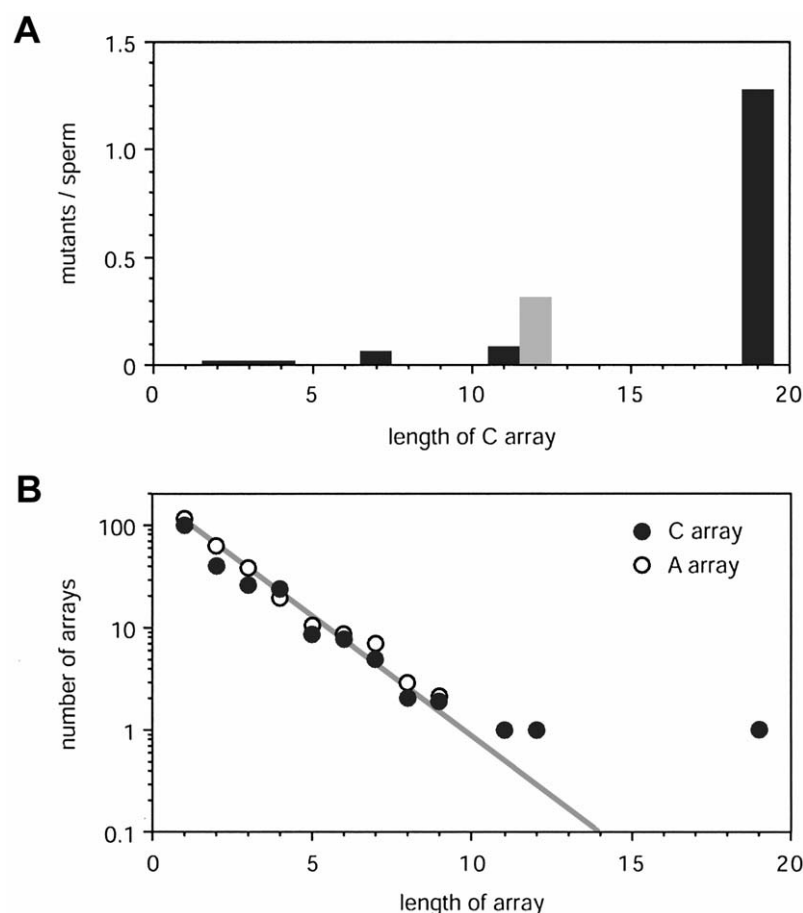 A
1.5
1.0
0.5
0
mutants / sperm
0 5 10 15 20
length of C array
B
100
10
1
0.1
number of arrays
C array
A array
0 5 10 15 20
length of array